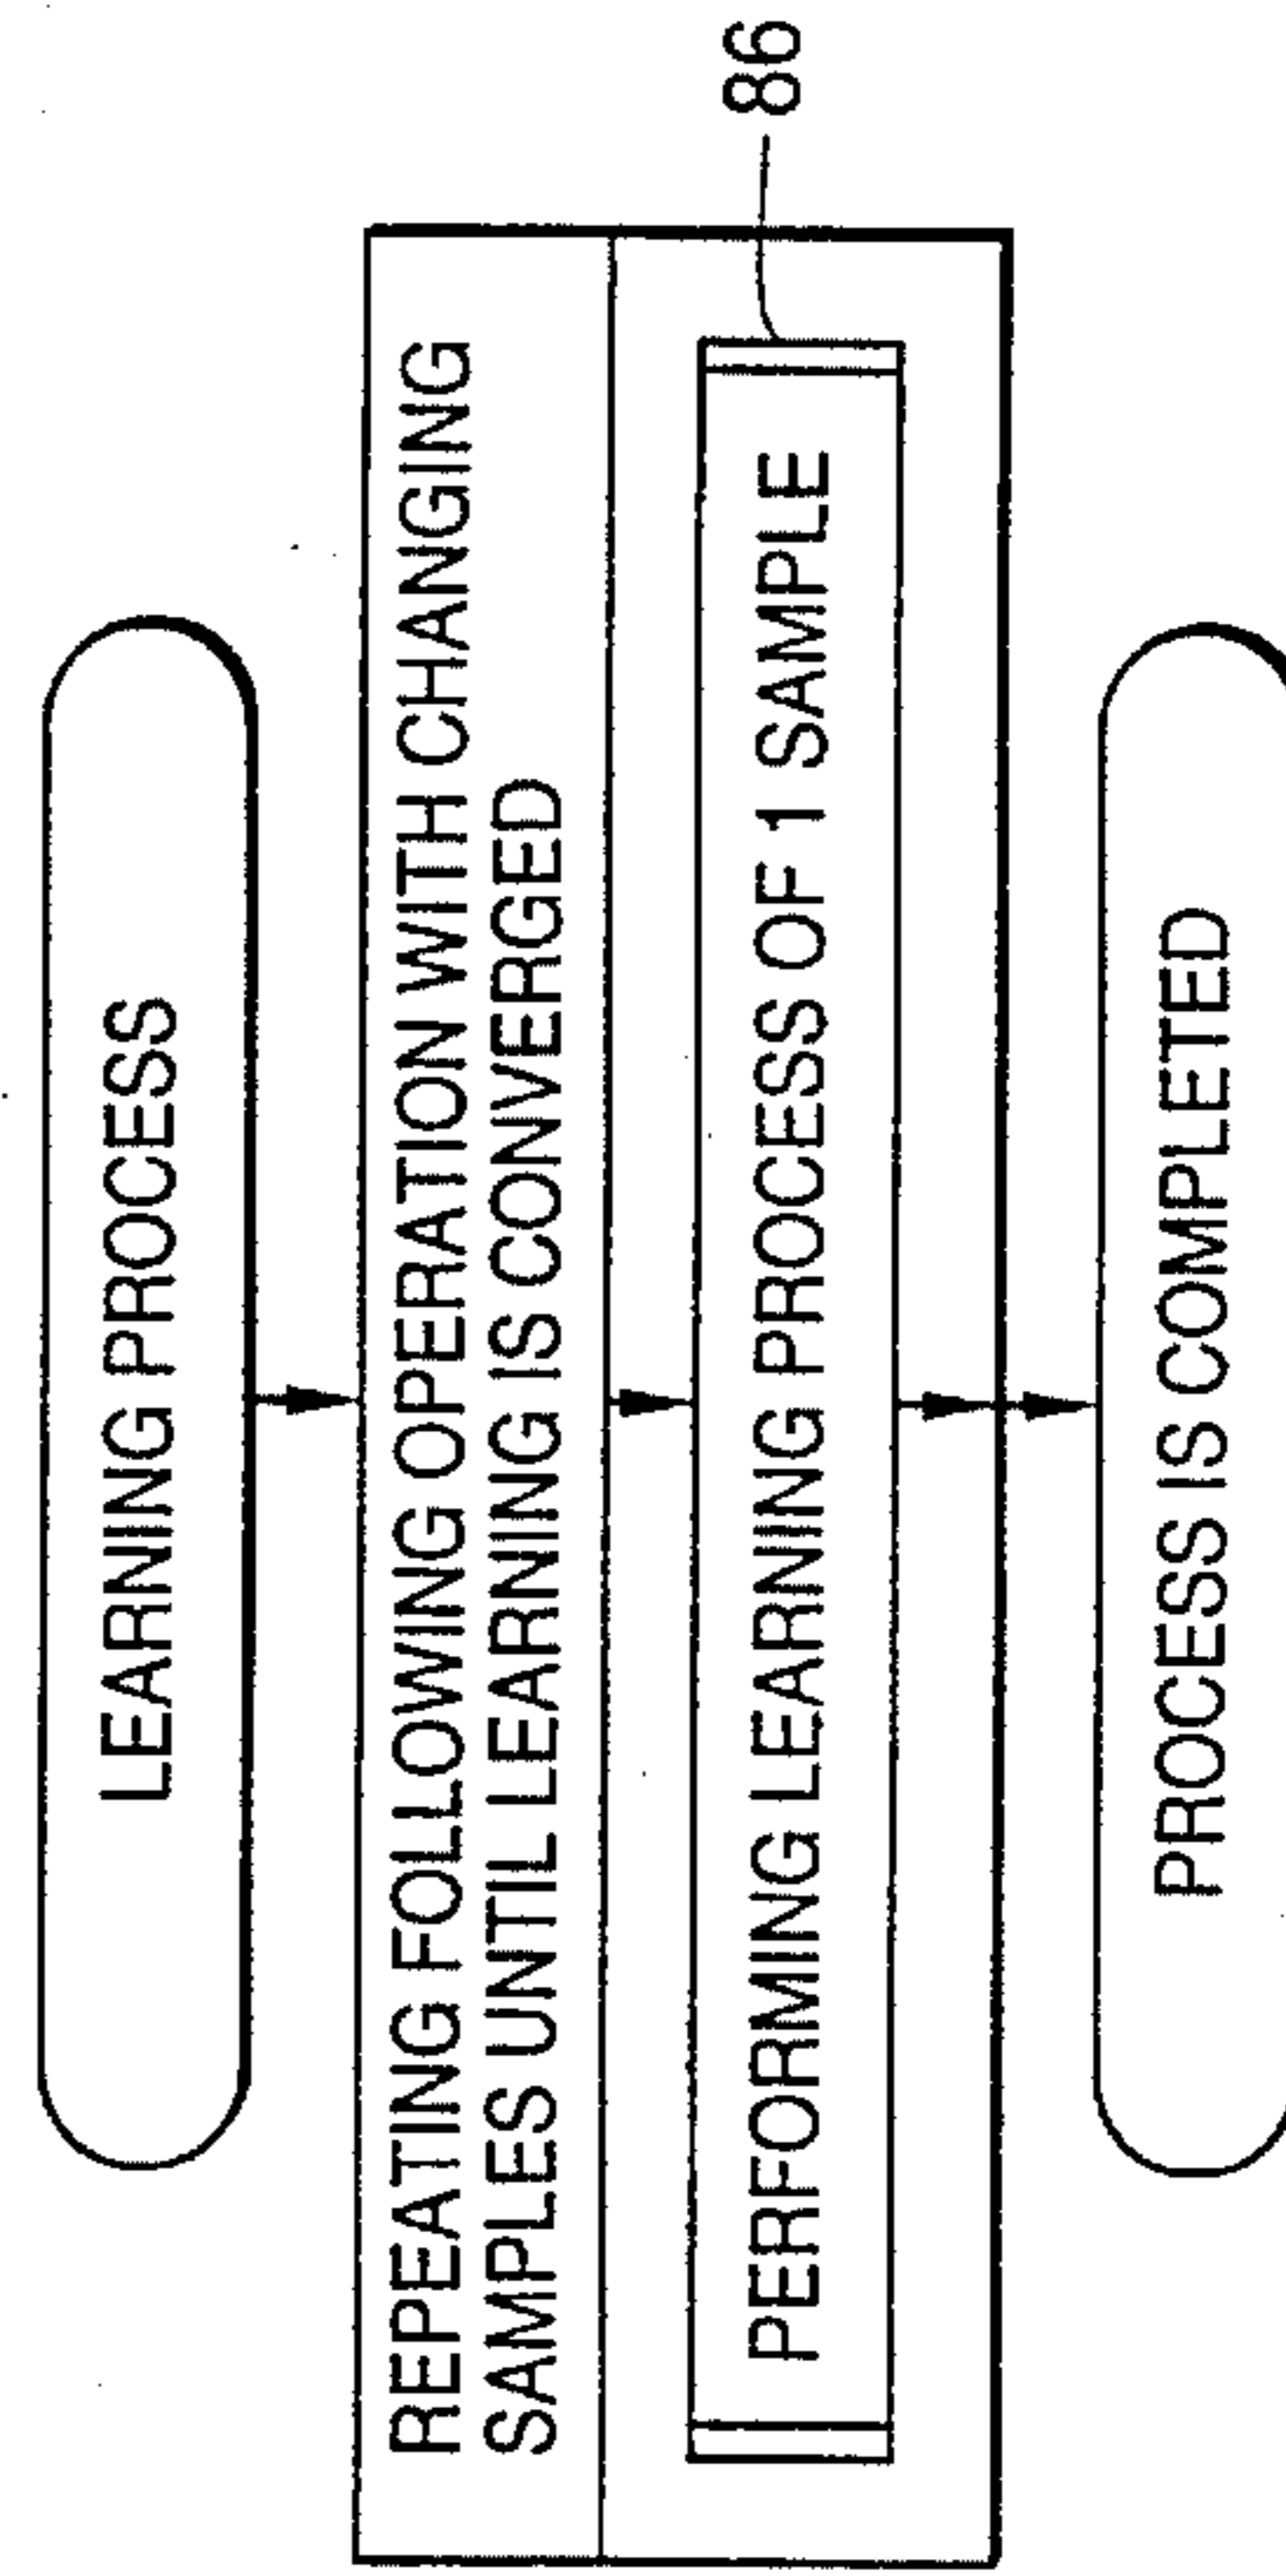 LEARNING PROCESS
REPEATING FOLLOWING OPERATION WITH CHANGING
SAMPLES UNTIL LEARNING IS CONVERGED
PERFORMING LEARNING PROCESS OF 1 SAMPLE
86
PROCESS IS COMPLETED